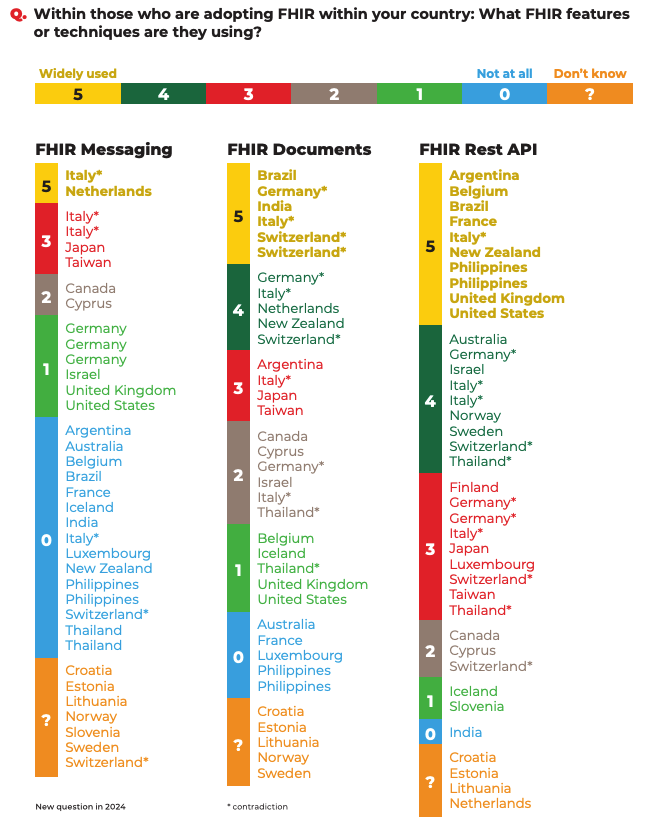 Q. Within those who are adopting FHIR within your country: What FHIR features
or techniques are they using?
Widely used
Not at all
Don't know
5
4
3
2
1
0
?
FHIR Messaging
5
Italy*
Netherlands
3
Italy*
Italy*
Japan
Taiwan
2
Canada
Cyprus
1
Germany
Germany
Germany
Israel
United Kingdom
United States
0
Argentina
Australia
Belgium
Brazil
France
Iceland
India
Italy*
Luxembourg
New Zealand
Philippines
Philippines
Switzerland*
Thailand
Thailand
?
Croatia
Estonia
Lithuania
Norway
Slovenia
Sweden
Switzerland*
New question in 2024
FHIR Documents
5
Brazil
Germany*
India
Italy*
Switzerland*
Switzerland*
4
Germany*
Italy*
Netherlands
New Zealand
Switzerland*
3
Argentina
Italy*
Japan
Taiwan
2
Canada
Cyprus
Germany*
Israel
Italy*
Thailand*
1
Belgium
Iceland
Thailand*
United Kingdom
United States
0
Australia
France
Luxembourg
Philippines
Philippines
?
Croatia
Estonia
Lithuania
Norway
Sweden
* contradiction
FHIR Rest API
5
Argentina
Belgium
Brazil
France
Italy*
New Zealand
Philippines
Philippines
United Kingdom
United States
4
Australia
Germany*
Israel
Italy*
Italy*
Norway
Sweden
Switzerland*
Thailand*
3
Finland
Germany*
Germany*
Italy*
Japan
Luxembourg
Switzerland*
Taiwan
Thailand*
2
Canada
Cyprus
Switzerland*
1
Iceland
Slovenia
0
India
?
Croatia
Estonia
Lithuania
Netherlands